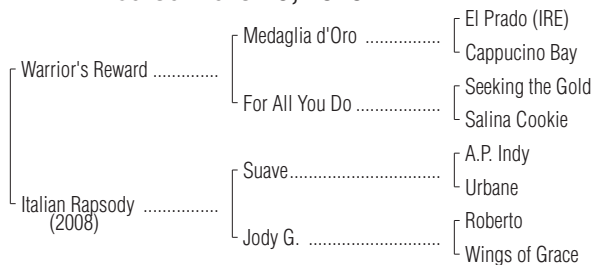 El Prado (IRE)
Medaglia d'Oro ................
Cappucino Bay
Warrior's Reward ..............
Seeking the Gold
For All You Do ..................
Salina Cookie
A.P. Indy
Suave................................
Urbane
Italian Rapsody ................
(2008)
Roberto
Jody G. ............................
Wings of Grace